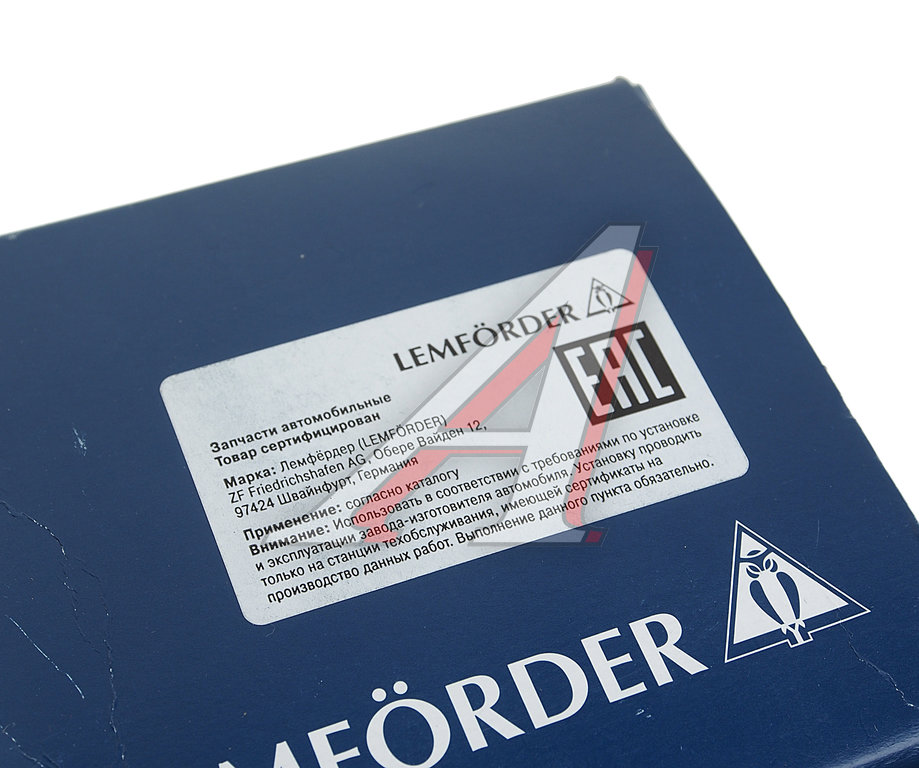 LEMFÖRDER
EAC
Запчасти автомобильные
Товар сертифицирован
Марка: Лемфёрдер (LEMFÖRDER)
ZF Friedrichshafen AG, Обере Вайден 12,
97424 Швайнфурт, Германия
Применение: согласно каталогу
Внимание: Использовать в соответствии с требованиями по установке
и эксплуатации завода-изготовителя автомобиля. Установку проводить
только на станции техобслуживания, имеющей сертификаты на
производство данных работ. Выполнение данного пункта обязательно.
MFÖRDER